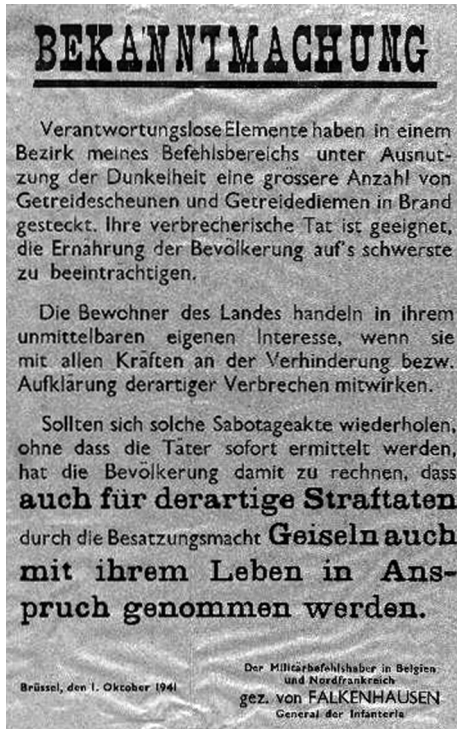 BEKANNTMACHUNG
Verantwortungslose Elemente haben in einem
Bezirk meines Befehlsbereichs unter Ausnut-
zung der Dunkelheit eine grössere Anzahl von
Getreidescheunen und Getreidediemen in Brand
gesteckt. Ihre verbrecherische Tat ist geeignet,
die Ernährung der Bevölkerung auf's schwerste
zu beeinträchtigen.
Die Bewohner des Landes handeln in ihrem
unmittelbaren eigenen Interesse, wenn sie
mit allen Kräften an der Verhinderung bezw.
Aufklärung derartiger Verbrechen mitwirken.
Sollten sich solche Sabotageakte wiederholen,
ohne dass die Täter sofort ermittelt werden,
hat die Bevölkerung damit zu rechnen, dass
auch für derartige Straftaten
durch die Besatzungsmacht Geiseln auch
mit ihrem Leben in Ans-
pruch genommen werden.
Der Militärbefehlshaber in Belgien
und Nordfrankreich
Brüssel, den 1. Oktober 1941
gez. von FALKENHAUSEN
General der Infanterie